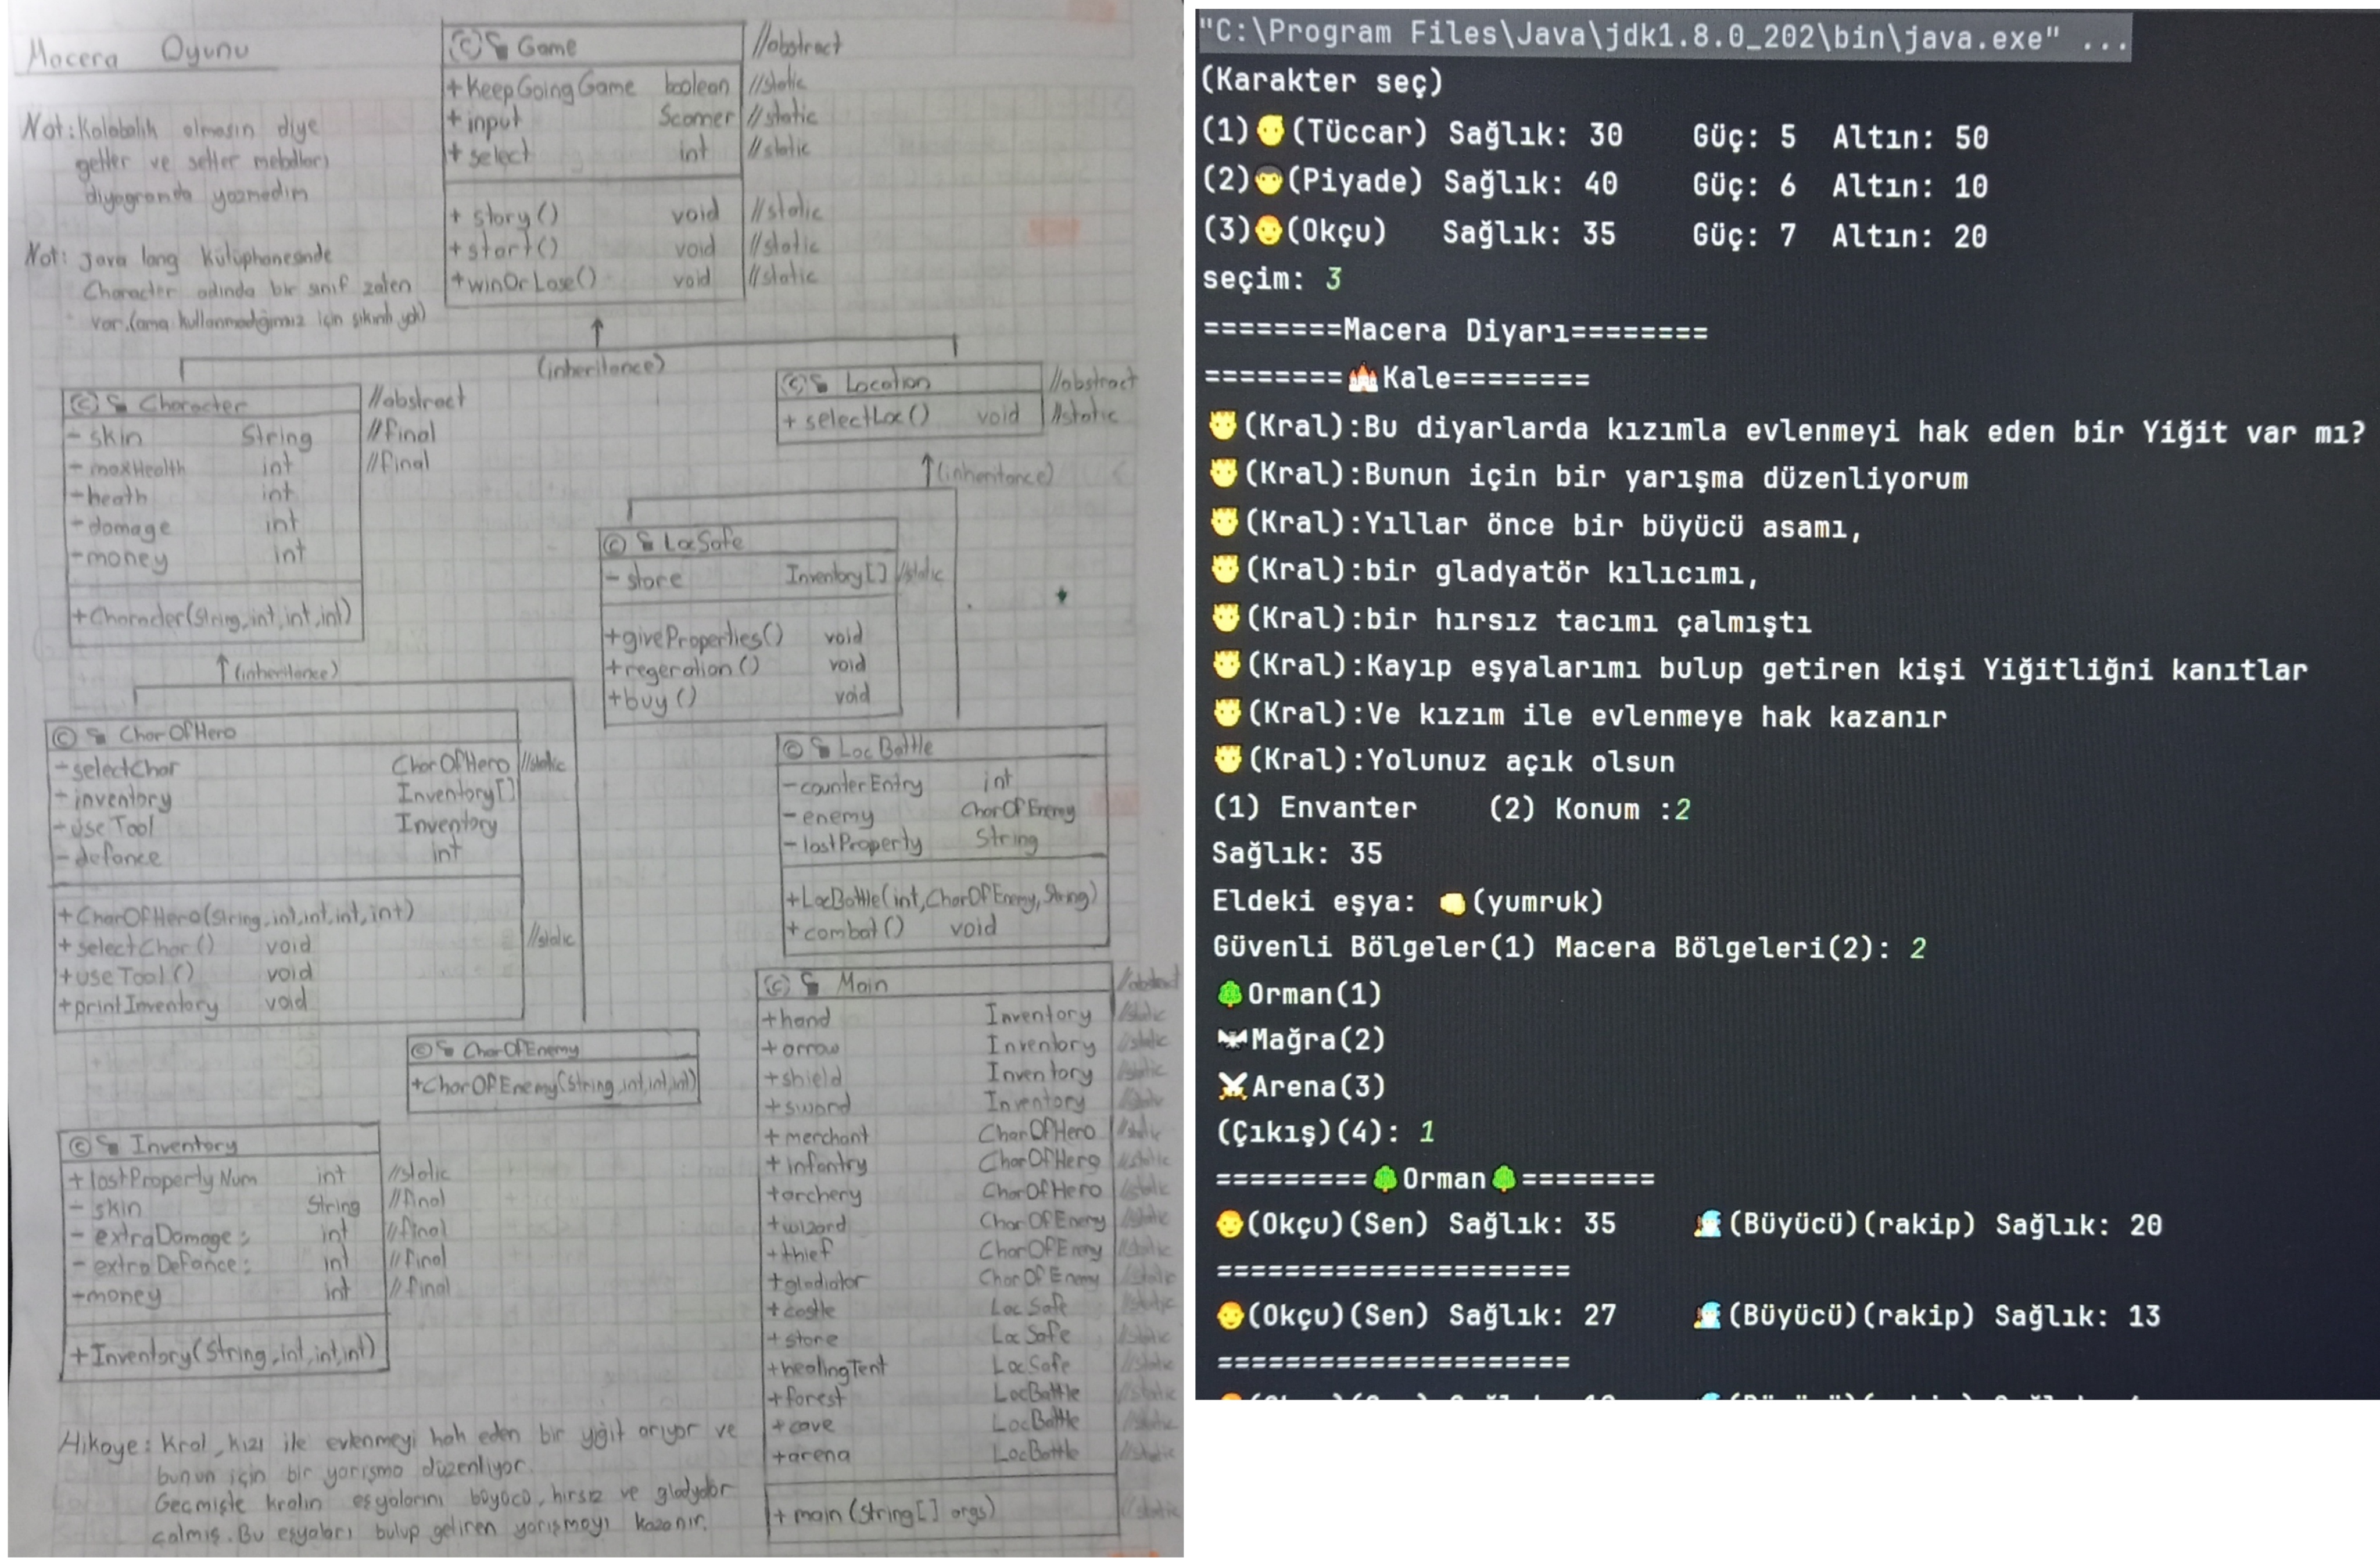 Macera Oyunu
Not: Kalabalık olmasın diye
getter ve setter metodları
diyagramda yazmadım
Not: java lang kütüphanesinde
Character adında bir sınıf zaten
var.(ama kullanmadığımız için sıkıntı yok)
Game //abstract
+KeepGoingGame boolean //static
+input Scanner //static
+select int //static
+ story() void //static
+start() void //static
+winOrLose() void //static
(inheritance)
Character //abstract
- skin String //final
- maxHealth int //final
-heath int
-damage int
-money int
+Character(String,int,int,int)
(inheritance)
Location //abstract
+ selectLoc() void //static
(inheritance)
LocSafe
- store Inventory[] //static
+giveProperties() void
+regeration() void
+buy() void
CharOfHero
-selectChar CharOfHero //static
-inventory Inventory[]
-useTool Inventory
-defance int
+ CharOfHero(String,int,int,int,int)
+ selectChar() void //static
+useTool() void
+printInventory void
LocBattle
-counterEntry int
-enemy CharOfEnemy
-lostProperty String
+LocBattle(int,CharOfEnemy,String)
+combat() void
CharOfEnemy
+CharOfEnemy(String,int,int,int)
Main //abstract
+hand Inventory //static
+arrow Inventory //static
+shield Inventory //static
+sword Inventory //static
+merchant CharOfHero //static
+infantry CharOfHero //static
+archery CharOfHero //static
+wizard CharOfEnemy //static
+thief CharOfEnemy //static
+gladiator CharOfEnemy //static
+castle LocSafe //static
+store LocSafe //static
+healingTent LocSafe //static
+forest LocBattle //static
+cave LocBattle //static
+arena LocBattle //static
+ main (String[] args) //static
Inventory
+lostPropertyNum int //static
- skin String //final
- extraDamage: int //final
- extraDefance: int //final
-money int //final
+Inventory(String,int,int,int)
Hikaye: Kral, kızı ile evlenmeyi hak eden bir yiğit arıyor ve
bunun için bir yarışma düzenliyor.
Geçmişte kralın eşyalarını büyücü, hırsız ve gladyatör
çalmış. Bu eşyaları bulup getiren yarışmayı kazanır.
"C:\Program Files\Java\jdk1.8.0_202\bin\java.exe" ...
(Karakter seç)
(1)(Tüccar) Sağlık: 30 Güç: 5 Altın: 50
(2)(Piyade) Sağlık: 40 Güç: 6 Altın: 10
(3)(Okçu) Sağlık: 35 Güç: 7 Altın: 20
seçim: 3
========Macera Diyarı========
========🏰Kale========
(Kral):Bu diyarlarda kızımla evlenmeyi hak eden bir Yiğit var mı?
(Kral):Bunun için bir yarışma düzenliyorum
(Kral):Yıllar önce bir büyücü asamı,
(Kral):bir gladyatör kılıcımı,
(Kral):bir hırsız tacımı çalmıştı
(Kral):Kayıp eşyalarımı bulup getiren kişi Yiğitliğni kanıtlar
(Kral):Ve kızım ile evlenmeye hak kazanır
(Kral):Yolunuz açık olsun
(1) Envanter (2) Konum :2
Sağlık: 35
Eldeki eşya: (yumruk)
Güvenli Bölgeler(1) Macera Bölgeleri(2): 2
Orman(1)
Mağra(2)
Arena(3)
(Çıkış)(4): 1
=========🌳Orman🌳========
(Okçu)(Sen) Sağlık: 35 (Büyücü)(rakip) Sağlık: 20
=====================
(Okçu)(Sen) Sağlık: 27 (Büyücü)(rakip) Sağlık: 13
=====================